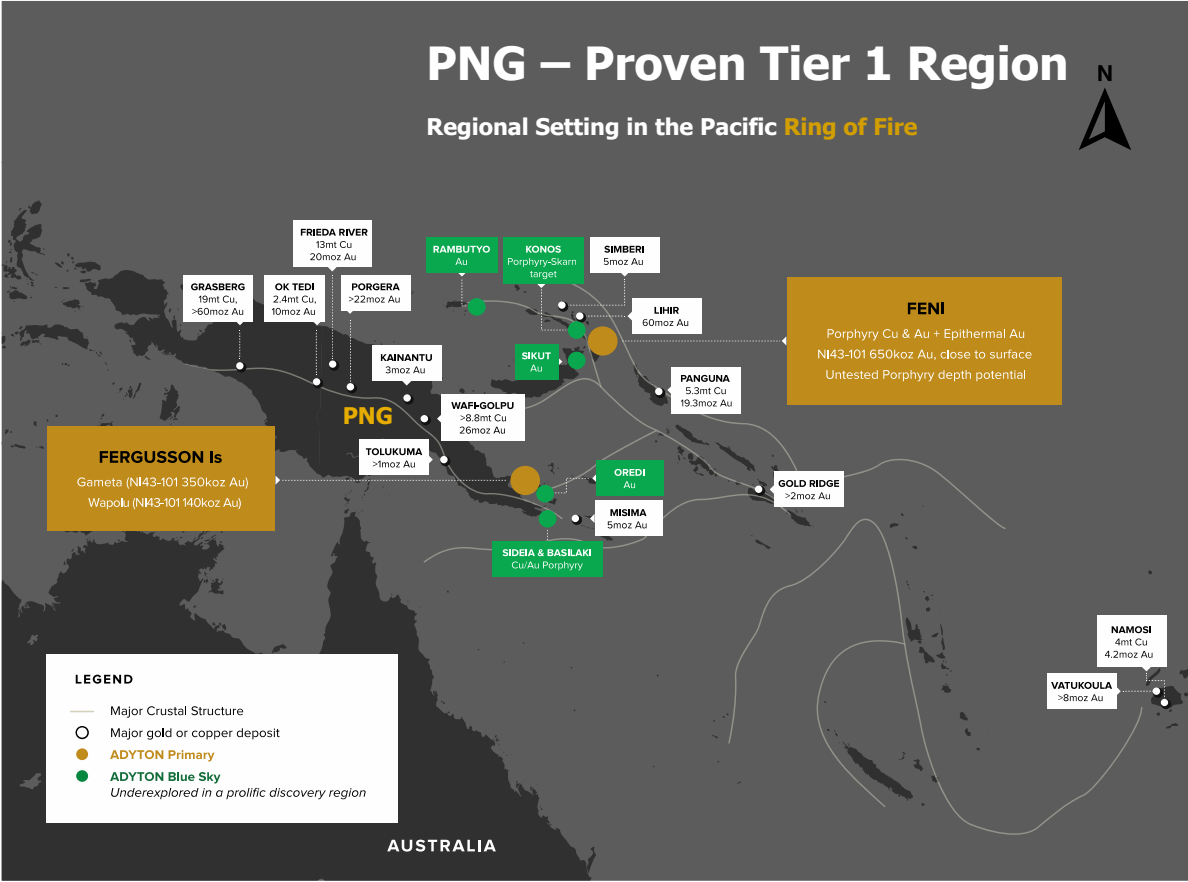 PNG – Proven Tier 1 Region
N
Regional Setting in the Pacific Ring of Fire
FRIEDA RIVER
13mt Cu
20moz Au
GRASBERG
19mt Cu,
>60moz Au
OK TEDI
2.4mt Cu,
10moz Au
PORGERA
>22moz Au
RAMBUTYO
Au
KONOS
Porphyry-Skarn
target
SIMBERI
5moz Au
LIHIR
60moz Au
FENI
Porphyry Cu & Au + Epithermal Au
NI43-101 650koz Au, close to surface
Untested Porphyry depth potential
KAINANTU
3moz Au
SIKUT
Au
PANGUNA
5.3mt Cu
19.3moz Au
PNG
WAFI-GOLPU
>8.8mt Cu
26moz Au
TOLUKUMA
>1moz Au
FERGUSSON Is
Gameta (NI43-101 350koz Au)
Wapolu (NI43-101 140koz Au)
OREDI
Au
GOLD RIDGE
>2moz Au
MISIMA
5moz Au
SIDEIA & BASILAKI
Cu/Au Porphyry
NAMOSI
4mt Cu
4.2moz Au
VATUKOULA
>8moz Au
LEGEND
Major Crustal Structure
Major gold or copper deposit
ADYTON Primary
ADYTON Blue Sky
Underexplored in a prolific discovery region
AUSTRALIA